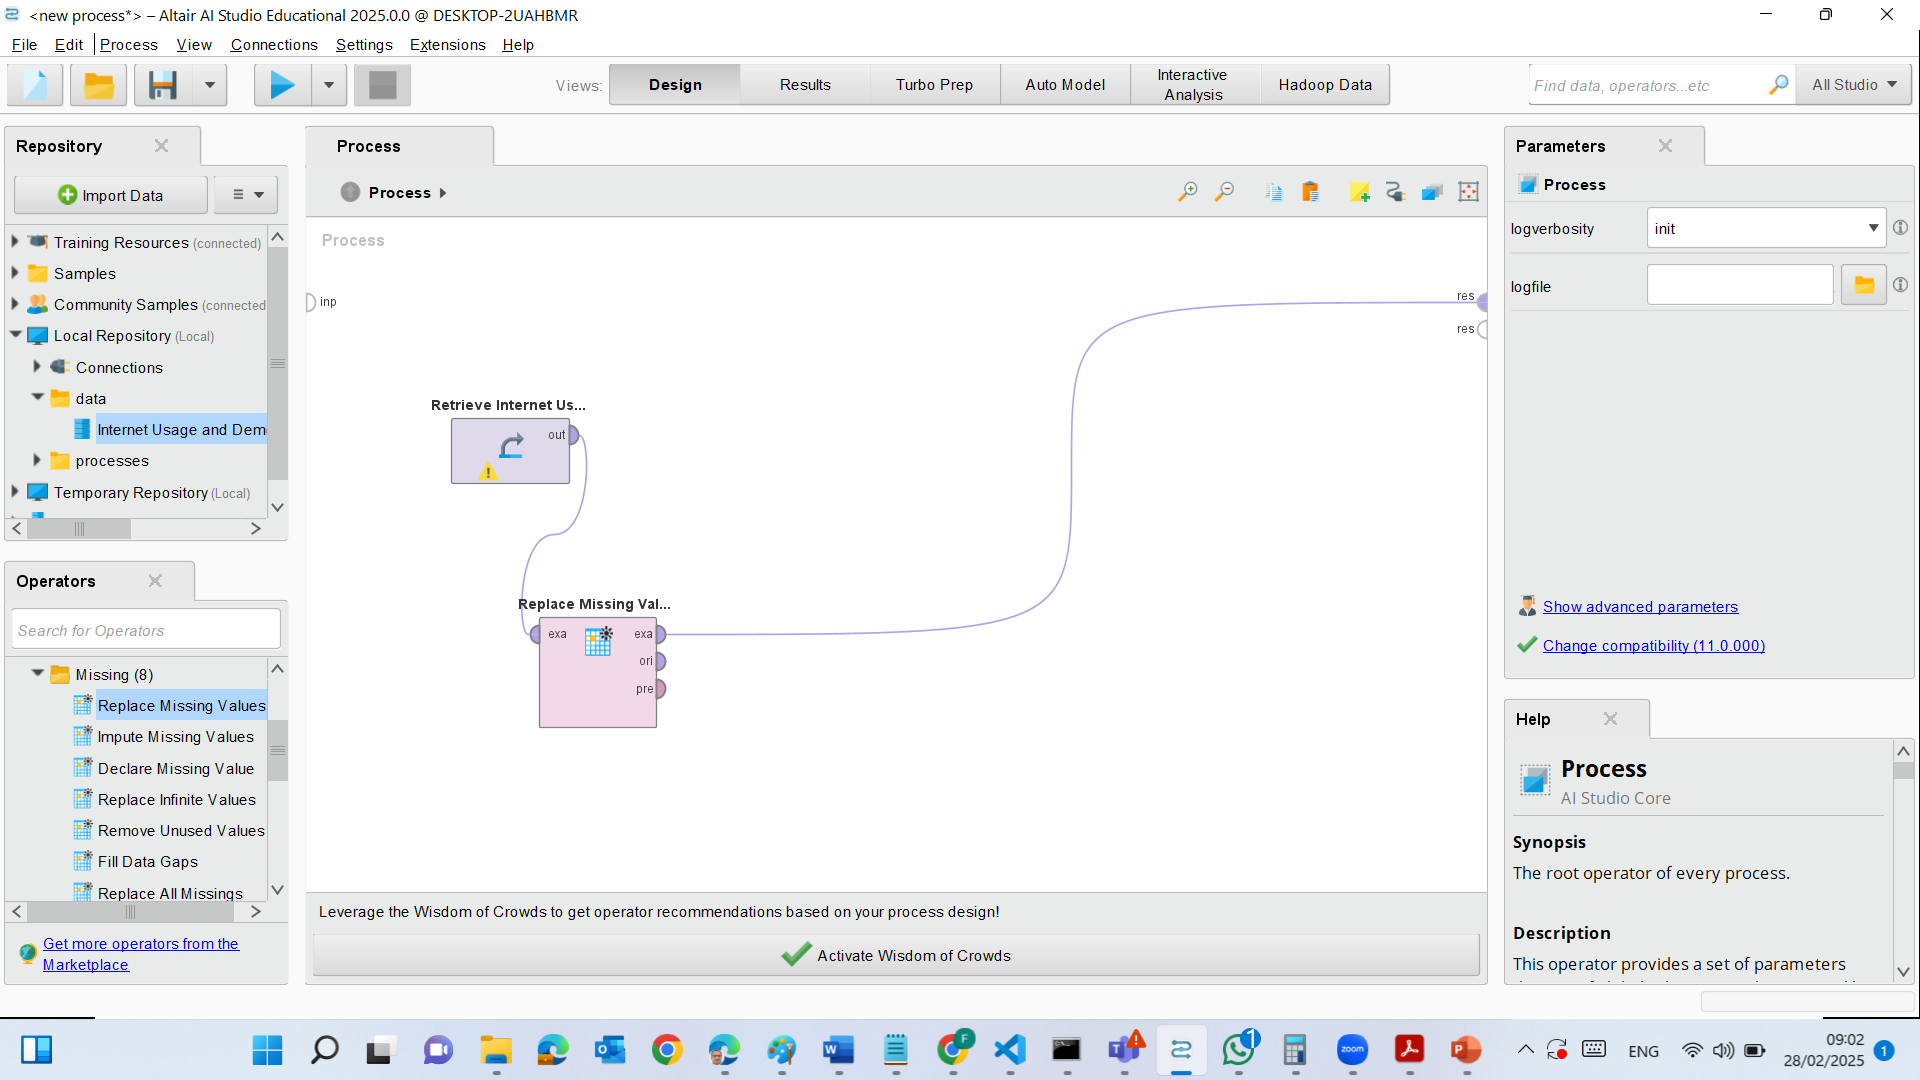 <new process*> – Altair AI Studio Educational 2025.0.0 @ DESKTOP-2UAHBMR
File Edit Process View Connections Settings Extensions Help
Views: Design Results Turbo Prep Auto Model Interactive Analysis Hadoop Data
Find data, operators...etc
All Studio
Repository
Import Data
Training Resources (connected)
Samples
Community Samples (connected
Local Repository (Local)
Connections
data
Internet Usage and Dem
processes
Temporary Repository (Local)
Operators
Search for Operators
Missing (8)
Replace Missing Values
Impute Missing Values
Declare Missing Value
Replace Infinite Values
Remove Unused Values
Fill Data Gaps
Replace All Missings
Get more operators from the
Marketplace
Process
Process
Process
inp
res
res
Retrieve Internet Us...
out
Replace Missing Val...
exa exa
ori
pre
Leverage the Wisdom of Crowds to get operator recommendations based on your process design!
Activate Wisdom of Crowds
Parameters
Process
logverbosity init
logfile
Show advanced parameters
Change compatibility (11.0.000)
Help
Process
AI Studio Core
Synopsis
The root operator of every process.
Description
This operator provides a set of parameters
F
1
zoom
ENG
09:02
28/02/2025
1